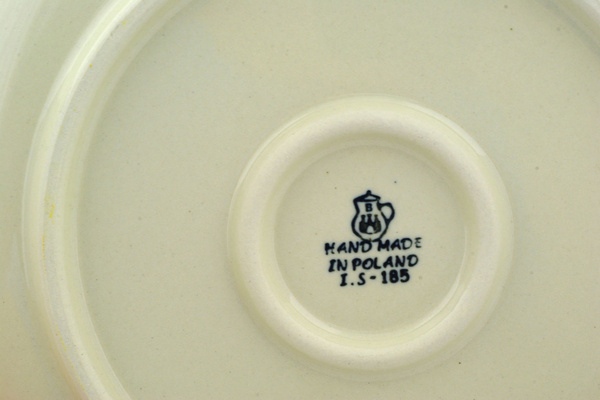 B
HAND MADE
IN POLAND
I.S-185